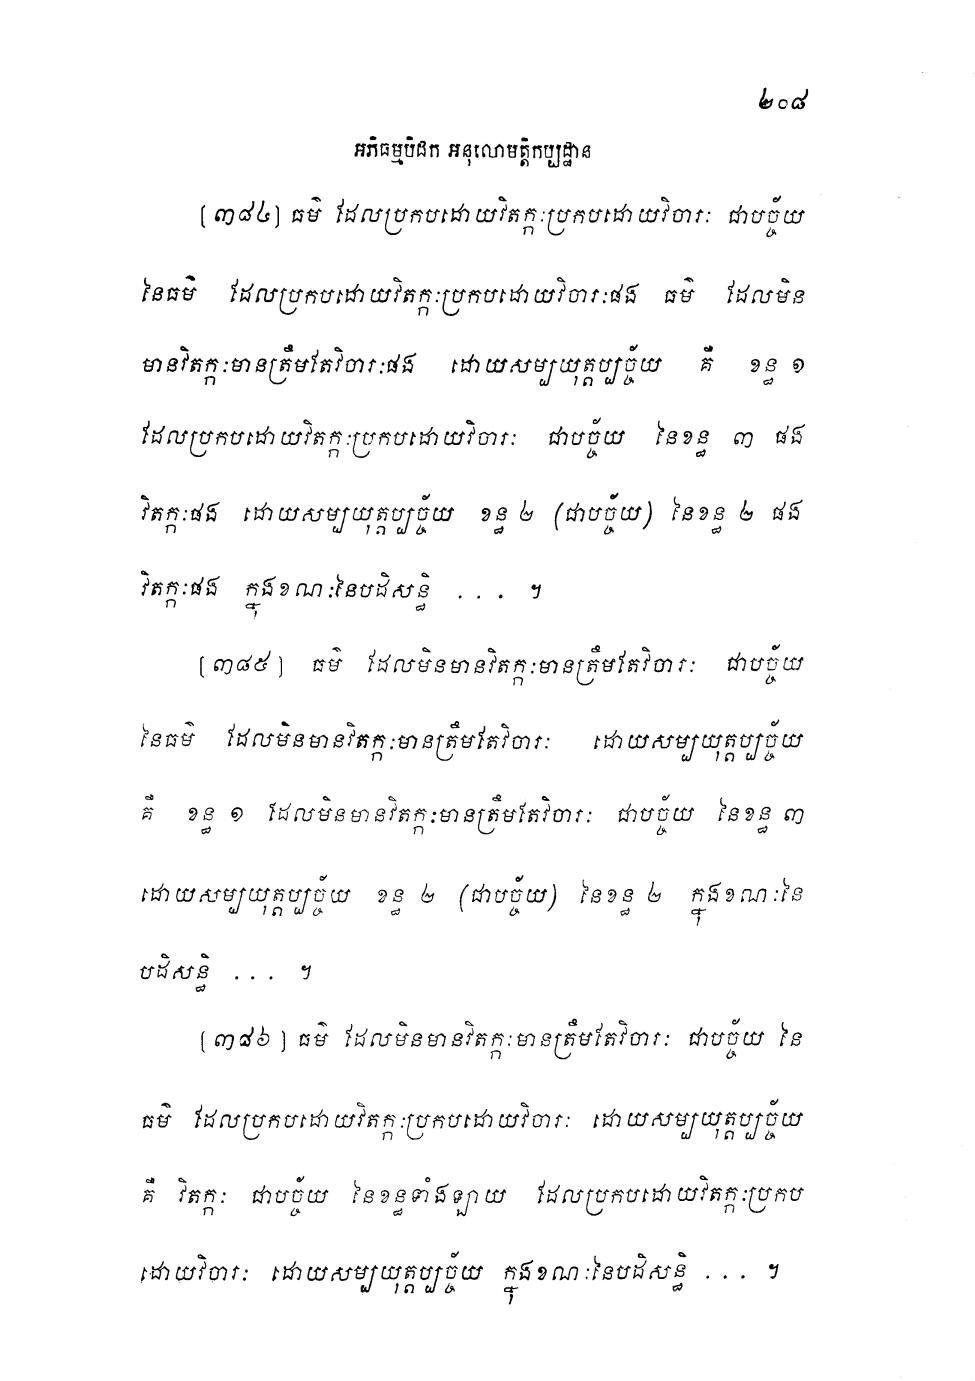 ២០៨
អភិធម្មបិដក អនុលោមត្តិកប្បដ្ឋាន
[៣៨៤] ធម៌ ដែលប្រកបដោយវិតក្កៈប្រកបដោយវិចារៈ ជាបច្ច័យ
នៃធម៌ ដែលប្រកបដោយវិតក្កៈប្រកបដោយវិចារៈផង ធម៌ ដែលមិន
មានវិតក្កៈមានត្រឹមតែវិចារៈផង ដោយសម្បយុត្តប្បច្ច័យ គឺ ខន្ធ ១
ដែលប្រកបដោយវិតក្កៈប្រកបដោយវិចារៈ ជាបច្ច័យ នៃខន្ធ ៣ ផង
វិតក្កៈផង ដោយសម្បយុត្តប្បច្ច័យ ខន្ធ ២ (ជាបច្ច័យ) នៃខន្ធ ២ ផង
វិតក្កៈផង ក្នុងខណៈនៃបដិសន្ធិ ... ។
[៣៨៥] ធម៌ ដែលមិនមានវិតក្កៈមានត្រឹមតែវិចារៈ ជាបច្ច័យ
នៃធម៌ ដែលមិនមានវិតក្កៈមានត្រឹមតែវិចារៈ ដោយសម្បយុត្តប្បច្ច័យ
គឺ ខន្ធ ១ ដែលមិនមានវិតក្កៈមានត្រឹមតែវិចារៈ ជាបច្ច័យ នៃខន្ធ ៣
ដោយសម្បយុត្តប្បច្ច័យ ខន្ធ ២ (ជាបច្ច័យ) នៃខន្ធ ២ ក្នុងខណៈនៃ
បដិសន្ធិ ... ។
[៣៨៦] ធម៌ ដែលមិនមានវិតក្កៈមានត្រឹមតែវិចារៈ ជាបច្ច័យ នៃ
ធម៌ ដែលប្រកបដោយវិតក្កៈប្រកបដោយវិចារៈ ដោយសម្បយុត្តប្បច្ច័យ
គឺ វិតក្កៈ ជាបច្ច័យ នៃខន្ធទាំងឡាយ ដែលប្រកបដោយវិតក្កៈប្រកប
ដោយវិចារៈ ដោយសម្បយុត្តប្បច្ច័យ ក្នុងខណៈនៃបដិសន្ធិ ... ។